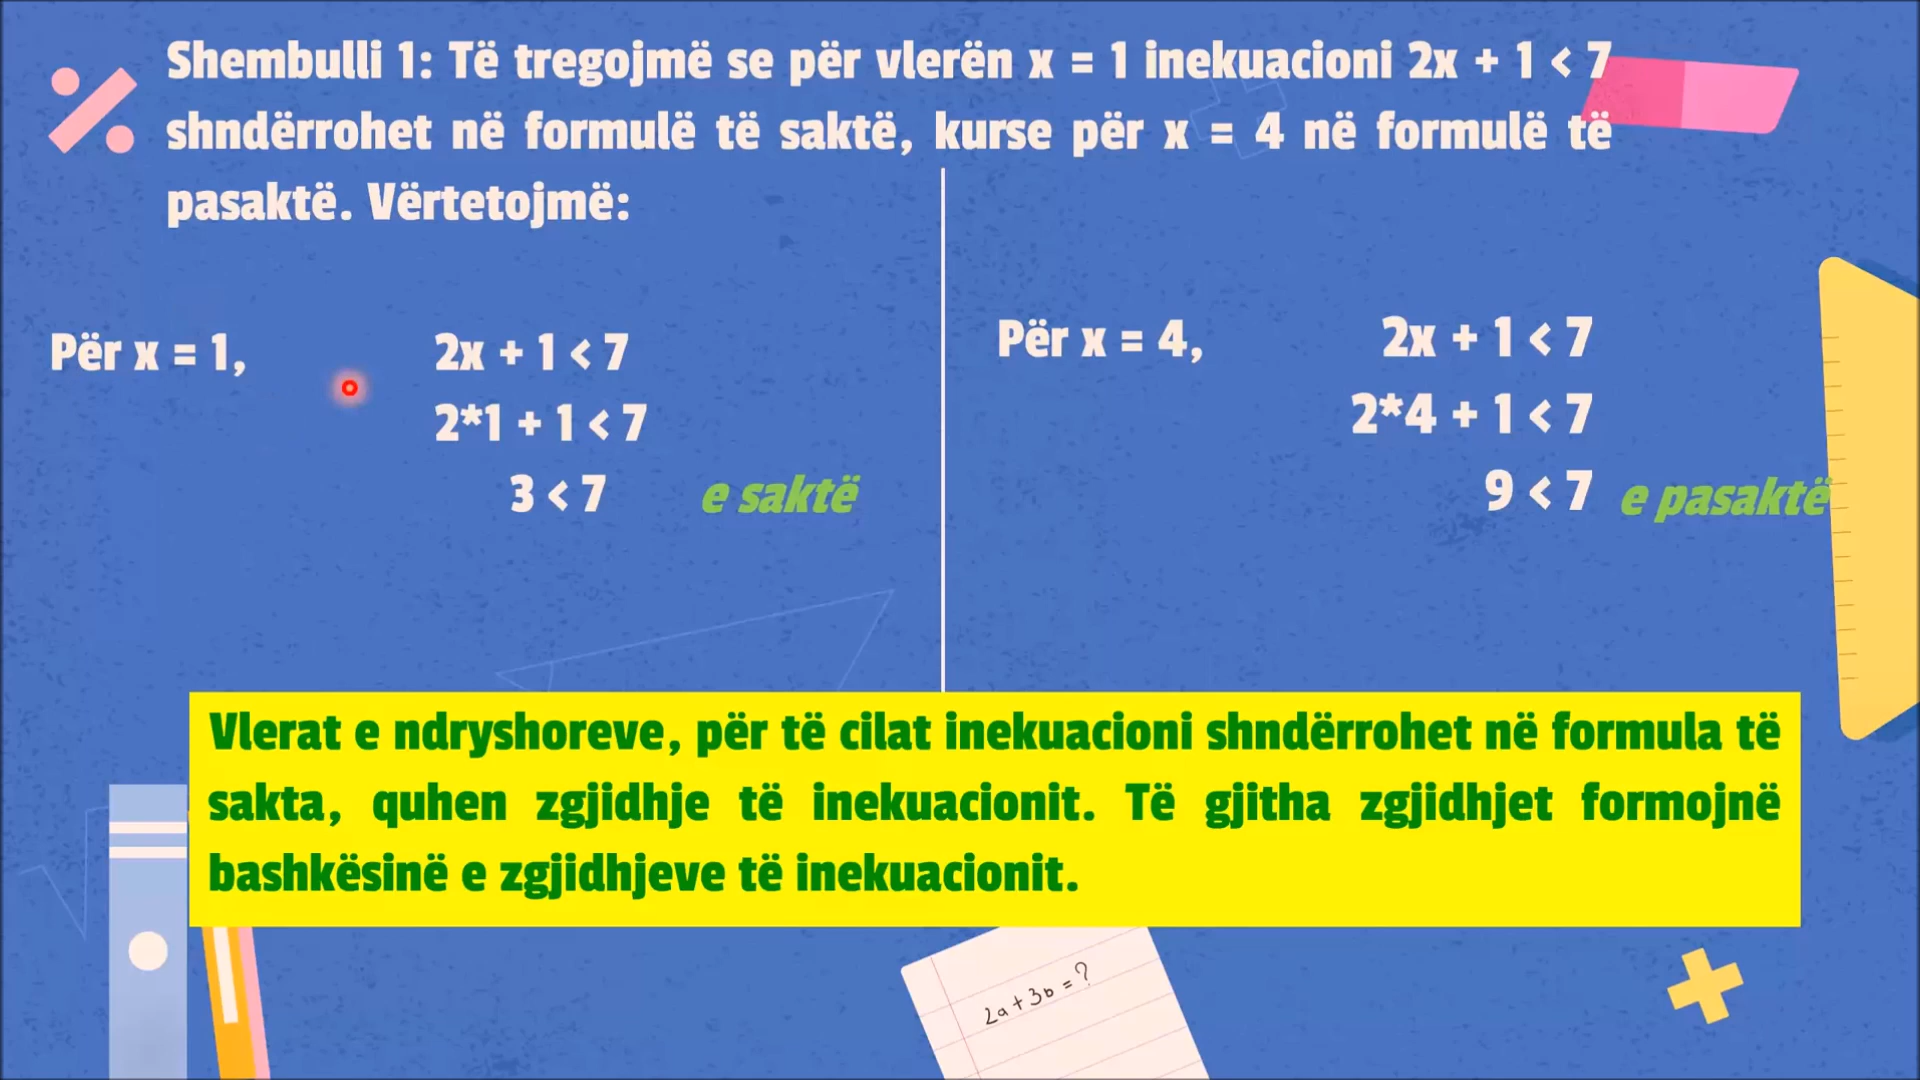 Shembulli 1: Të tregojmë se për vlerën x = 1 inekuacioni 2x + 1 < 7
shndërrohet në formulë të saktë, kurse për x = 4 në formulë të
pasaktë. Vërtetojmë:
Për x = 1,
2x + 1 < 7
2*1 + 1 < 7
3 < 7
e saktë
Për x = 4,
2x + 1 < 7
2*4 + 1 < 7
9 < 7
e pasaktë
Vlerat e ndryshoreve, për të cilat inekuacioni shndërrohet në formula të
sakta, quhen zgjidhje të inekuacionit. Të gjitha zgjidhjet formojnë
bashkësinë e zgjidhjeve të inekuacionit.
2a + 3b = ?